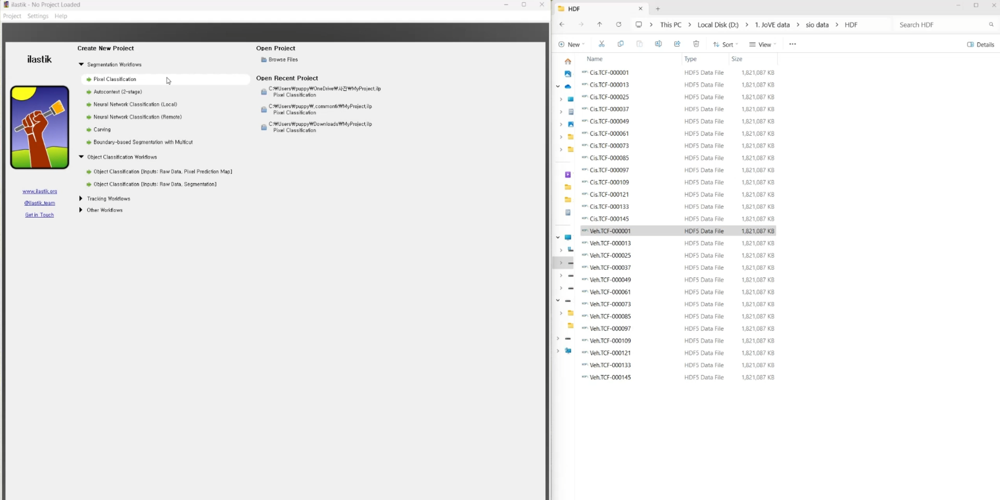 ilastik - No Project Loaded
Project Settings Help
ilastik
www.ilastik.org
@ilastik_team
Get in Touch
Create New Project
Segmentation Workflows
Pixel Classification
Autocontext (2-stage)
Neural Network Classification (Local)
Neural Network Classification (Remote)
Carving
Boundary-based Segmentation with Multicut
Object Classification Workflows
Object Classification [Inputs: Raw Data, Pixel Prediction Map]
Object Classification [Inputs: Raw Data, Segmentation]
Tracking Workflows
Other Workflows
Open Project
Browse Files
Open Recent Project
C:₩Users₩puppy₩OneDrive₩사진₩MyProject.ilp
Pixel Classification
C:₩Users₩puppy₩.commontk₩MyProject.ilp
Pixel Classification
C:₩Users₩puppy₩Downloads₩MyProject.ilp
Pixel Classification
HDF
This PC > Local Disk (D:) > 1. JoVE data > sio data > HDF
Search HDF
New Sort View ··· Details
Name Type Size
Cis.TCF-000001 HDF5 Data File 1,821,087 KB
Cis.TCF-000013 HDF5 Data File 1,821,087 KB
Cis.TCF-000025 HDF5 Data File 1,821,087 KB
Cis.TCF-000037 HDF5 Data File 1,821,087 KB
Cis.TCF-000049 HDF5 Data File 1,821,087 KB
Cis.TCF-000061 HDF5 Data File 1,821,087 KB
Cis.TCF-000073 HDF5 Data File 1,821,087 KB
Cis.TCF-000085 HDF5 Data File 1,821,087 KB
Cis.TCF-000097 HDF5 Data File 1,821,087 KB
Cis.TCF-000109 HDF5 Data File 1,821,087 KB
Cis.TCF-000121 HDF5 Data File 1,821,087 KB
Cis.TCF-000133 HDF5 Data File 1,821,087 KB
Cis.TCF-000145 HDF5 Data File 1,821,087 KB
Veh.TCF-000001 HDF5 Data File 1,821,087 KB
Veh.TCF-000013 HDF5 Data File 1,821,087 KB
Veh.TCF-000025 HDF5 Data File 1,821,087 KB
Veh.TCF-000037 HDF5 Data File 1,821,087 KB
Veh.TCF-000049 HDF5 Data File 1,821,087 KB
Veh.TCF-000061 HDF5 Data File 1,821,087 KB
Veh.TCF-000073 HDF5 Data File 1,821,087 KB
Veh.TCF-000085 HDF5 Data File 1,821,087 KB
Veh.TCF-000097 HDF5 Data File 1,821,087 KB
Veh.TCF-000109 HDF5 Data File 1,821,087 KB
Veh.TCF-000121 HDF5 Data File 1,821,087 KB
Veh.TCF-000133 HDF5 Data File 1,821,087 KB
Veh.TCF-000145 HDF5 Data File 1,821,087 KB